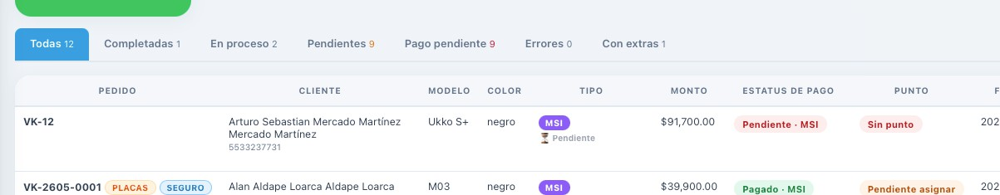 Todas 12 Completadas 1 En proceso 2 Pendientes 9 Pago pendiente 9 Errores 0 Con extras 1
PEDIDO CLIENTE MODELO COLOR TIPO MONTO ESTATUS DE PAGO PUNTO F
VK-12 Arturo Sebastian Mercado Martínez Ukko S+ negro MSI $91,700.00 Pendiente · MSI Sin punto 202
Mercado Martínez ⏳ Pendiente
5533237731
VK-2605-0001 PLACAS SEGURO Alan Aldape Loarca Aldape Loarca M03 negro MSI $39,900.00 Pagado · MSI Pendiente asignar 202